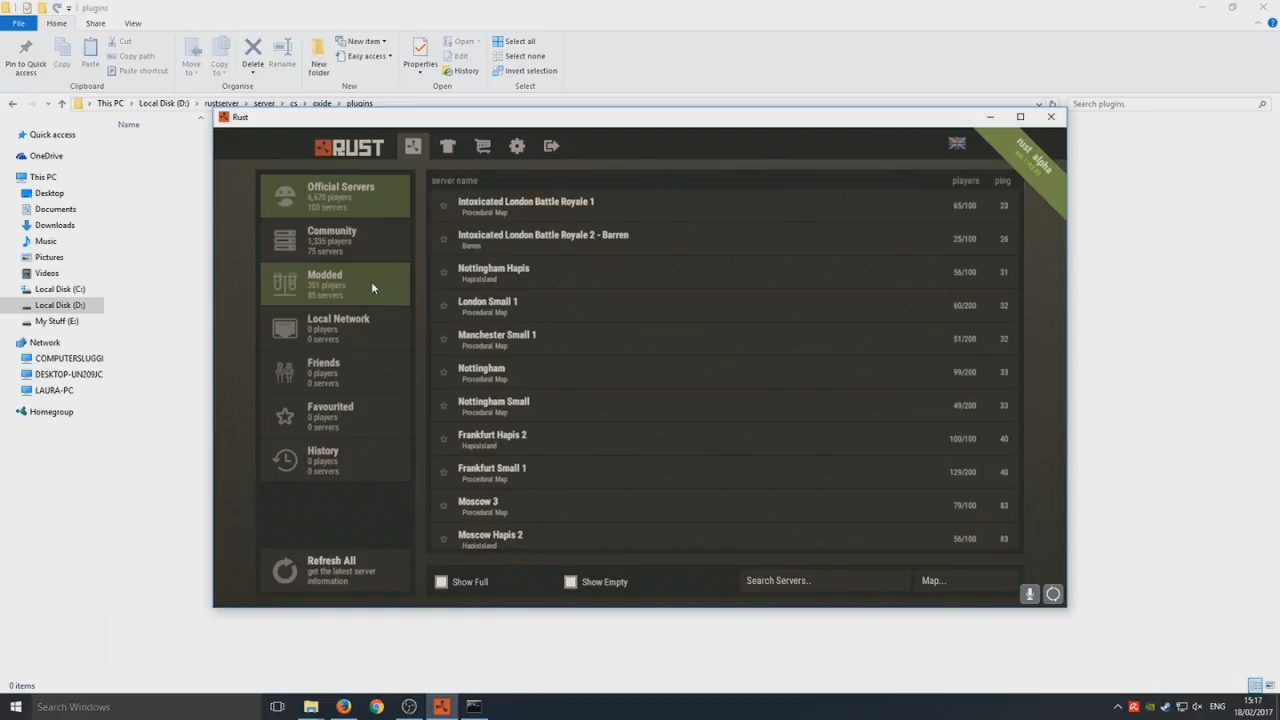 plugins
File
Home
Share
View
Pin to Quick access
Copy
Paste
Cut
Copy path
Paste shortcut
Clipboard
Move to
Copy to
Delete
Rename
Organise
New folder
New item
Easy access
New
Properties
Open
Edit
History
Open
Select all
Select none
Invert selection
Select
This PC
Local Disk (D:)
rustserver
server
cs
oxide
plugins
Search plugins
Name
Quick access
OneDrive
This PC
Desktop
Documents
Downloads
Music
Pictures
Videos
Local Disk (C:)
Local Disk (D:)
My Stuff (E:)
Network
COMPUTERSLUGGI
DESKTOP-UN209JC
LAURA-PC
Homegroup
0 items
Rust
RUST
rust alpha
Official Servers
6,670 players
103 servers
Community
1,335 players
75 servers
Modded
351 players
85 servers
Local Network
0 players
0 servers
Friends
0 players
0 servers
Favourited
0 players
0 servers
History
0 players
0 servers
Refresh All
get the latest server
information
server name players ping
Intoxicated London Battle Royale 1 65/100 23
Procedural Map
Intoxicated London Battle Royale 2 - Barren 25/100 26
Barren
Nottingham Hapis 56/100 31
HapisIsland
London Small 1 60/200 32
Procedural Map
Manchester Small 1 51/200 32
Procedural Map
Nottingham 99/200 33
Procedural Map
Nottingham Small 49/200 33
Procedural Map
Frankfurt Hapis 2 100/100 40
HapisIsland
Frankfurt Small 1 129/200 40
Procedural Map
Moscow 3 79/100 83
Procedural Map
Moscow Hapis 2 56/100 83
HapisIsland
Show Full
Show Empty
Search Servers..
Map...
Search Windows
ENG
15:17
18/02/2017